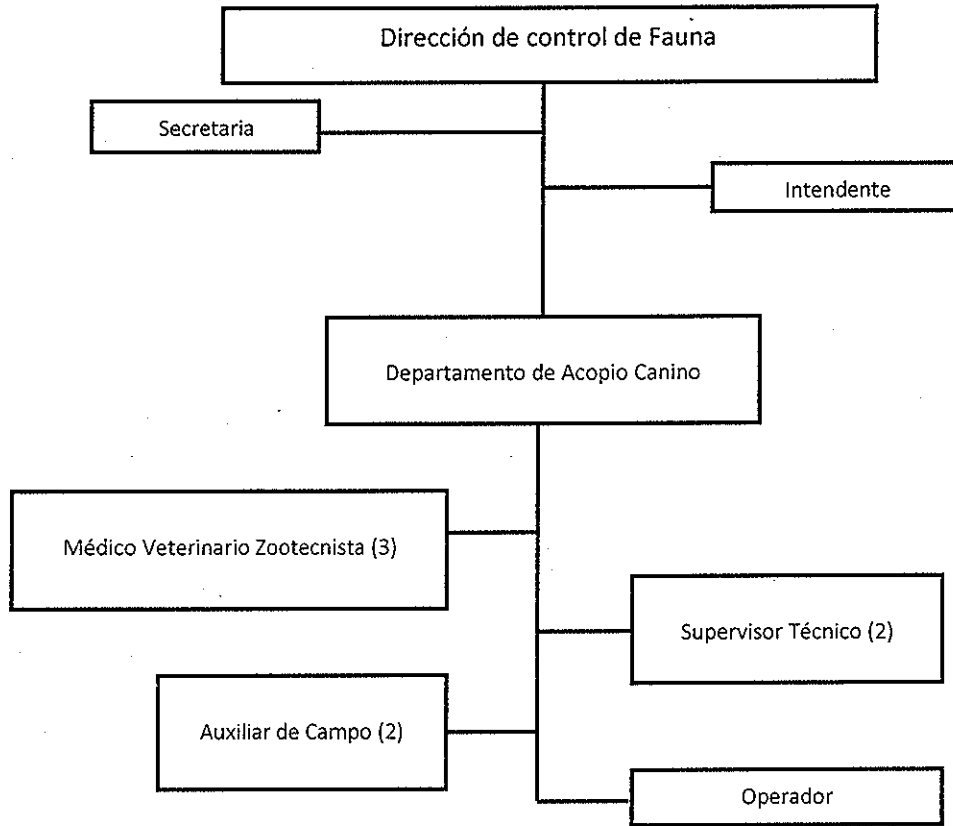 Dirección de control de Fauna
Secretaria
Intendente
Departamento de Acopio Canino
Médico Veterinario Zootecnista (3)
Supervisor Técnico (2)
Auxiliar de Campo (2)
Operador